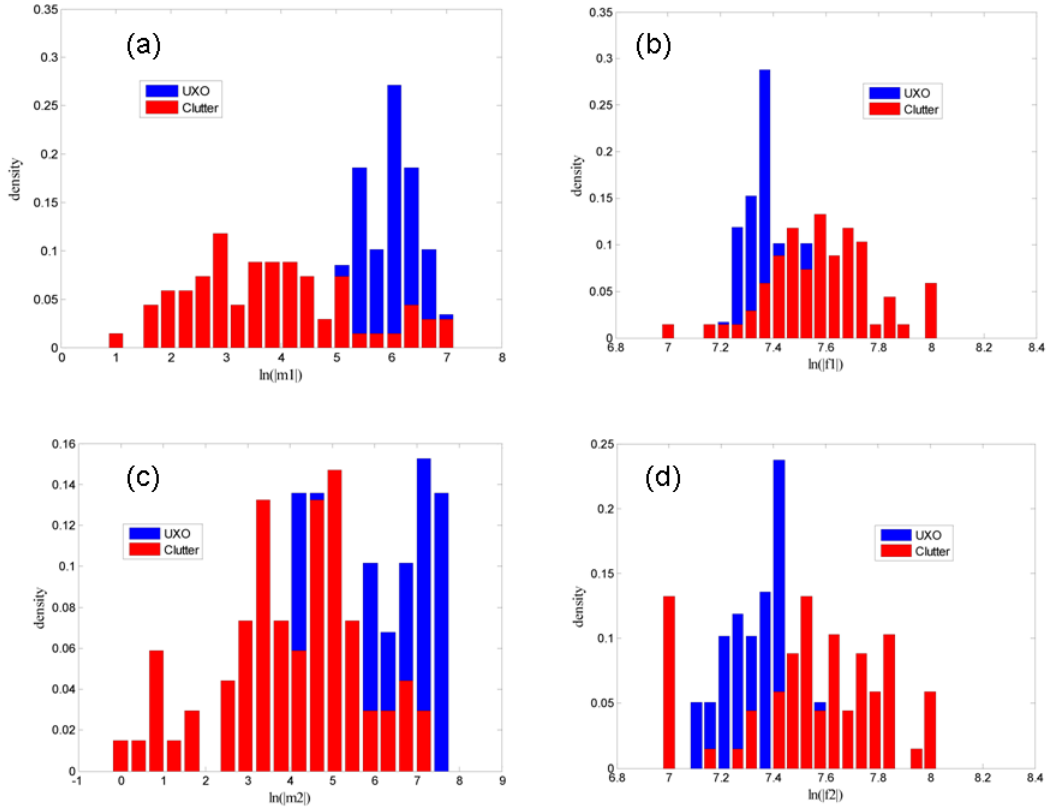 (a)
0.35
0.3
0.25
0.2
0.15
0.1
0.05
0
density
UXO
Clutter
0 1 2 3 4 5 6 7 8
ln(|m1|)
(b)
0.35
0.3
0.25
0.2
0.15
0.1
0.05
0
density
UXO
Clutter
6.8 7 7.2 7.4 7.6 7.8 8 8.2 8.4
ln(|f1|)
(c)
0.16
0.14
0.12
0.1
0.08
0.06
0.04
0.02
0
density
UXO
Clutter
-1 0 1 2 3 4 5 6 7 8 9
ln(|m2|)
(d)
0.25
0.2
0.15
0.1
0.05
0
density
UXO
Clutter
6.8 7 7.2 7.4 7.6 7.8 8 8.2 8.4
ln(|f2|)